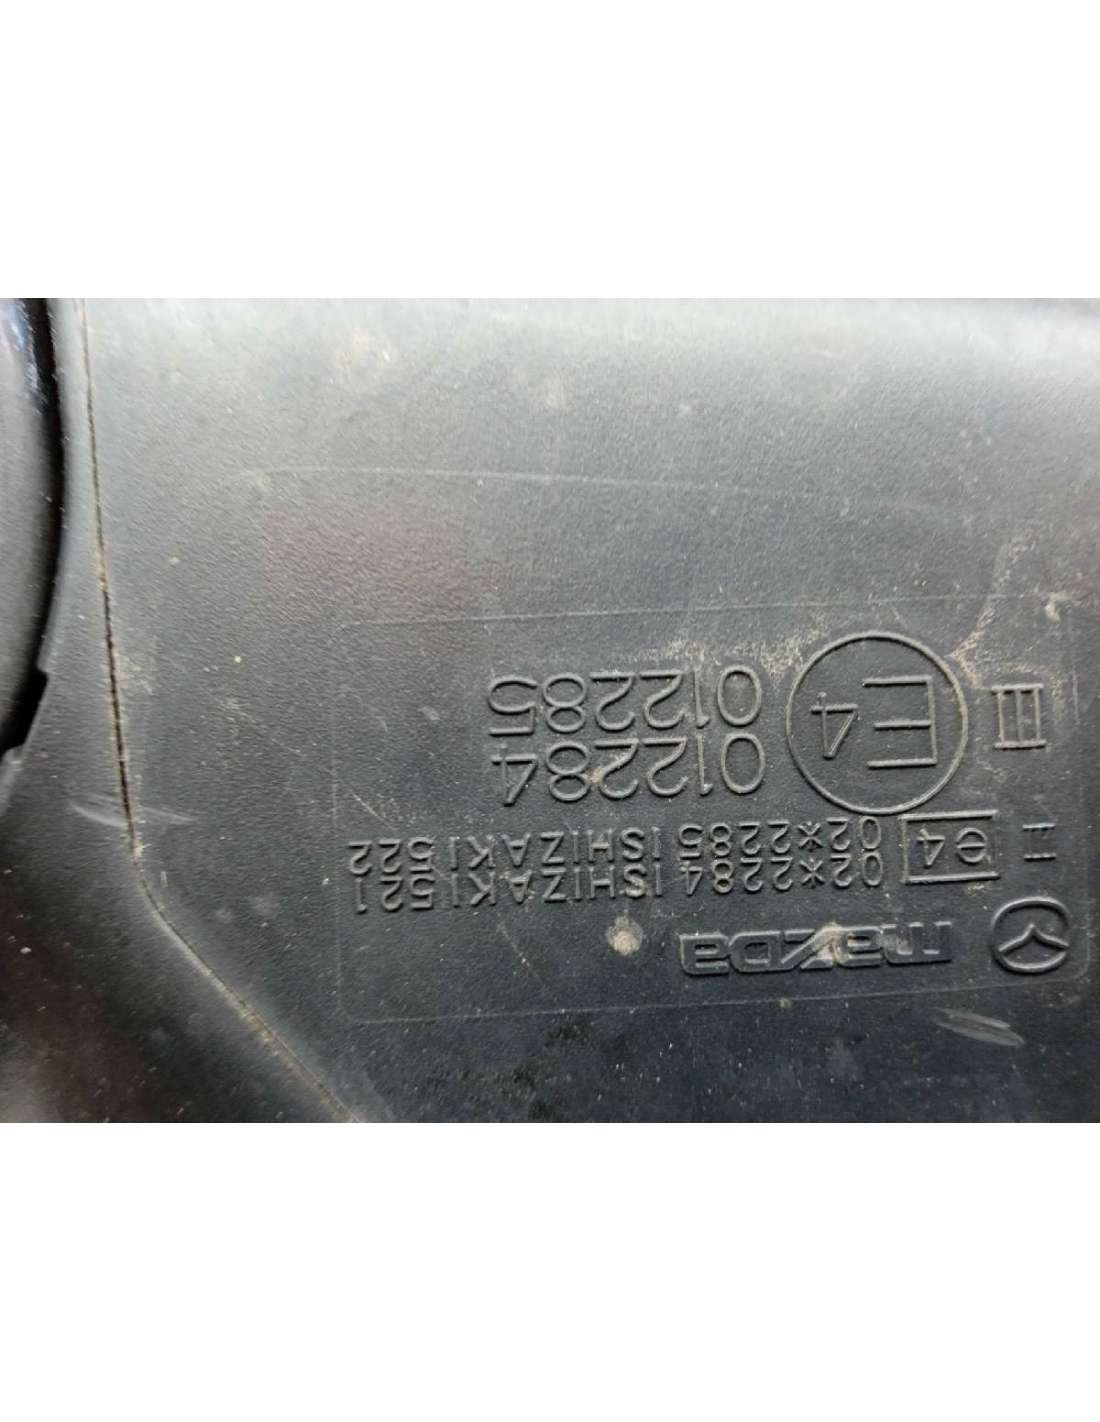 mazda
II e4 02*2284 ISHIZAKI 521
02*2285 ISHIZAKI 522
III E4 012284
012285